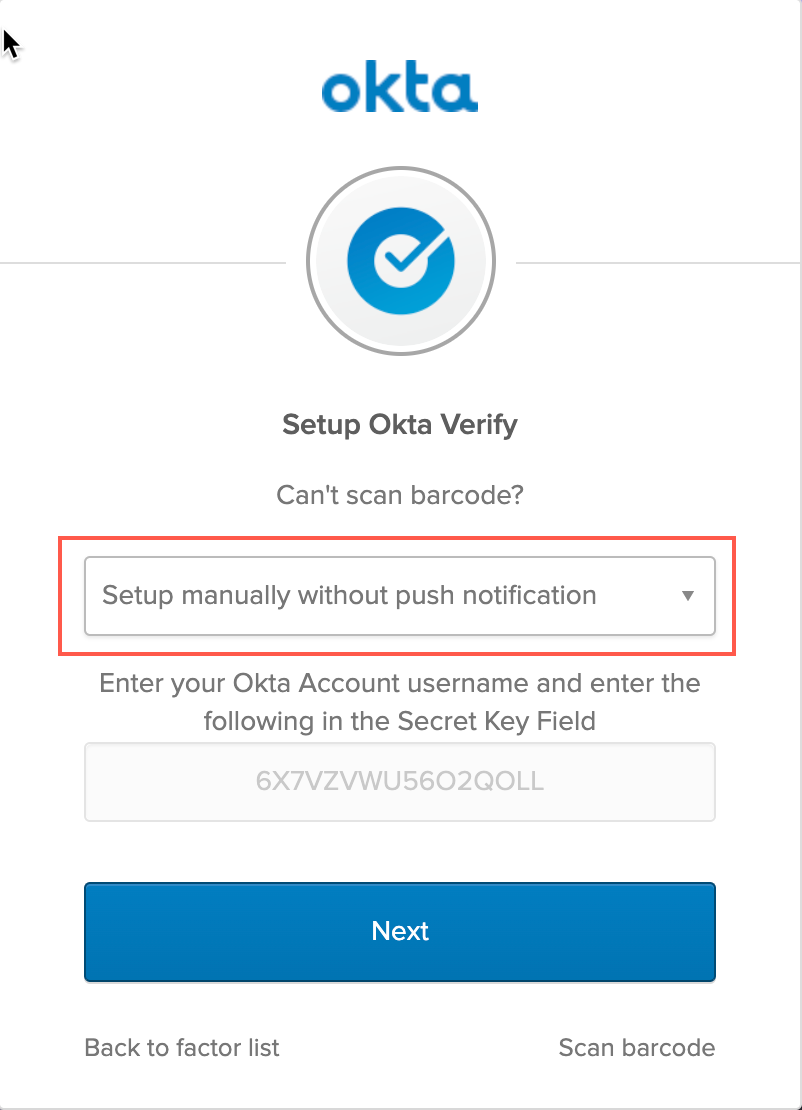 okta
Setup Okta Verify
Can't scan barcode?
Setup manually without push notification
Enter your Okta Account username and enter the
following in the Secret Key Field
6X7VZVWU56O2QOLL
Next
Back to factor list
Scan barcode